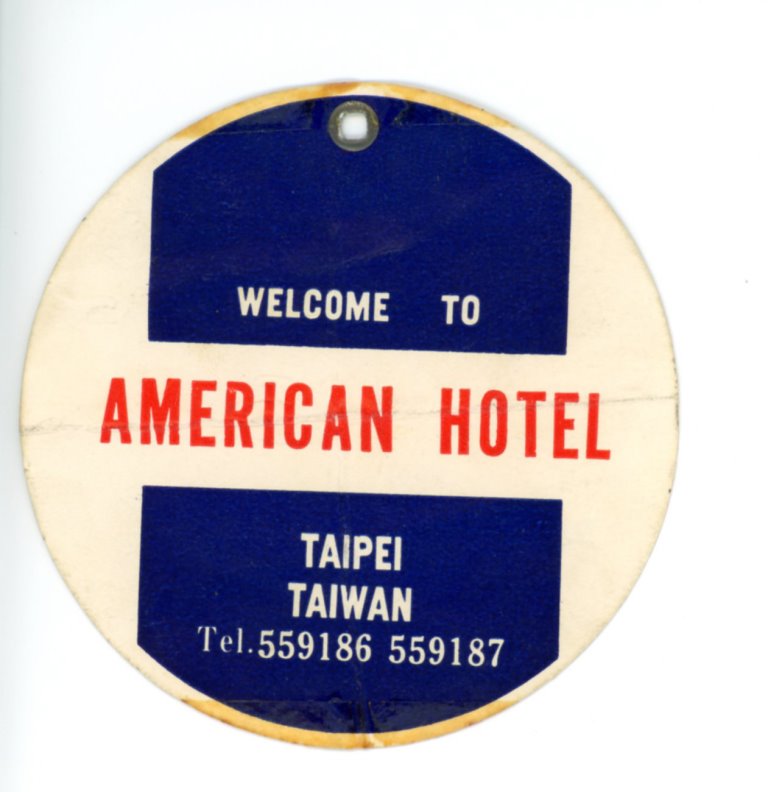 WELCOME TO
AMERICAN HOTEL
TAIPEI
TAIWAN
Tel.559186 559187